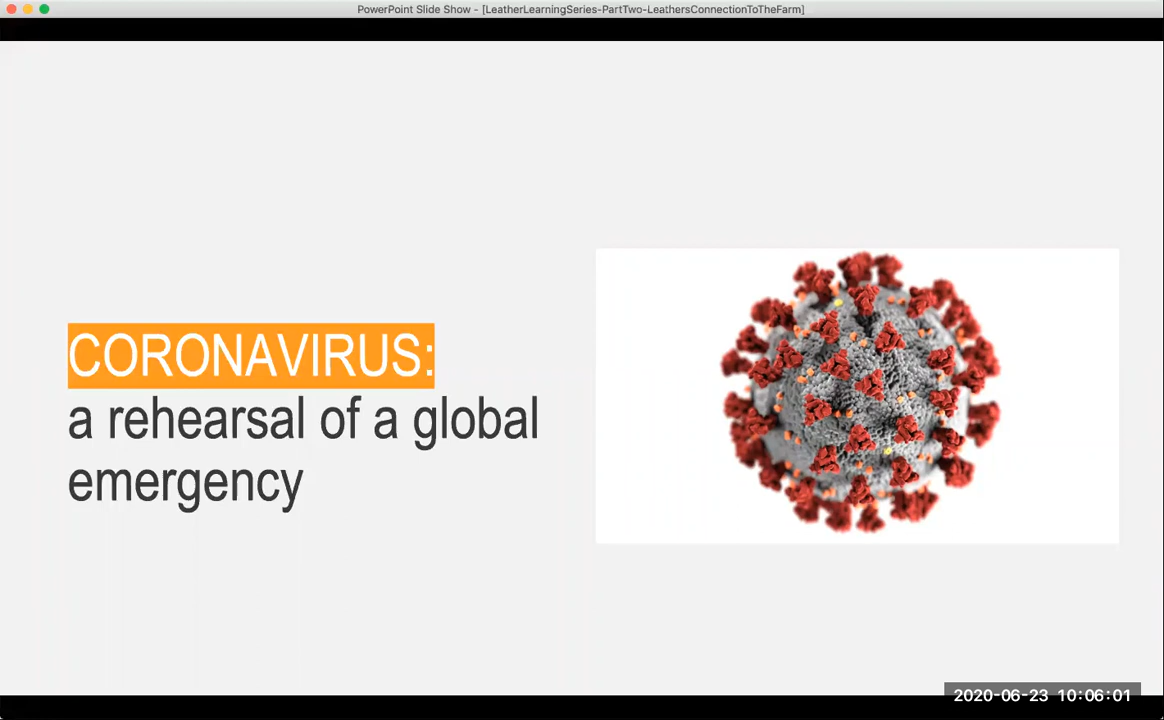 PowerPoint Slide Show - [LeatherLearningSeries-PartTwo-LeathersConnectionToTheFarm]
CORONAVIRUS:
a rehearsal of a global
emergency
2020-06-23 10:06:01